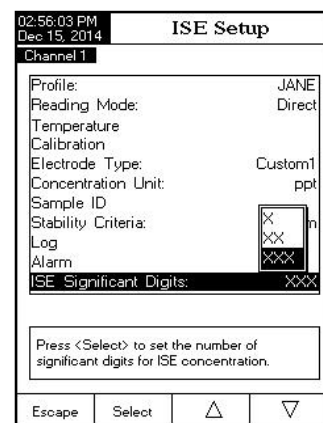 02:56:03 PM
Dec 15, 2014
ISE Setup
Channel 1
Profile: JANE
Reading Mode: Direct
Temperature
Calibration
Electrode Type: Custom1
Concentration Unit: ppt
Sample ID
Stability Criteria:
Log
Alarm
X
XX
XXX
ISE Significant Digits: XXX
Press <Select> to set the number of
significant digits for ISE concentration.
Escape Select △ ▽